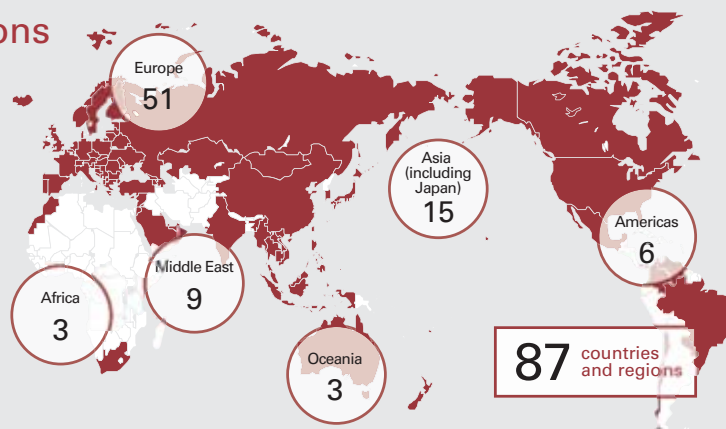 ons
Europe
51
Asia
(including
Japan)
15
Americas
6
Middle East
9
Africa
3
Oceania
3
87 countries
and regions